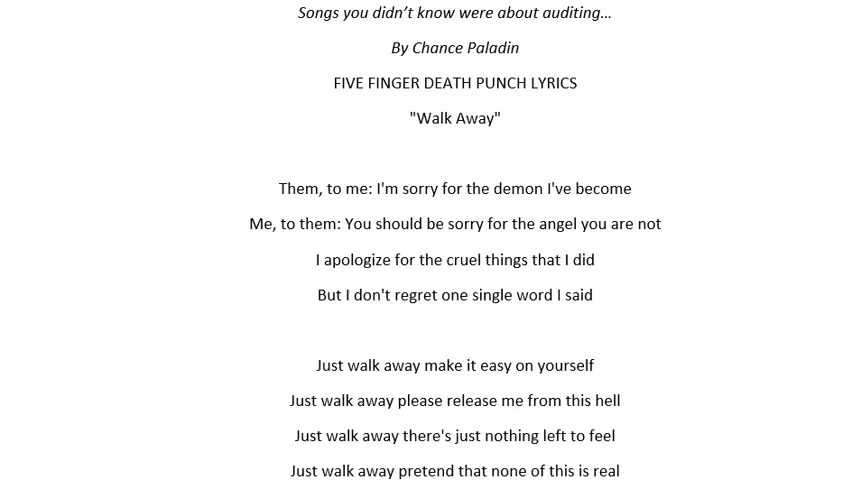 Songs you didn’t know were about auditing…
By Chance Paladin
FIVE FINGER DEATH PUNCH LYRICS
"Walk Away"
Them, to me: I'm sorry for the demon I've become
Me, to them: You should be sorry for the angel you are not
I apologize for the cruel things that I did
But I don't regret one single word I said
Just walk away make it easy on yourself
Just walk away please release me from this hell
Just walk away there's just nothing left to feel
Just walk away pretend that none of this is real